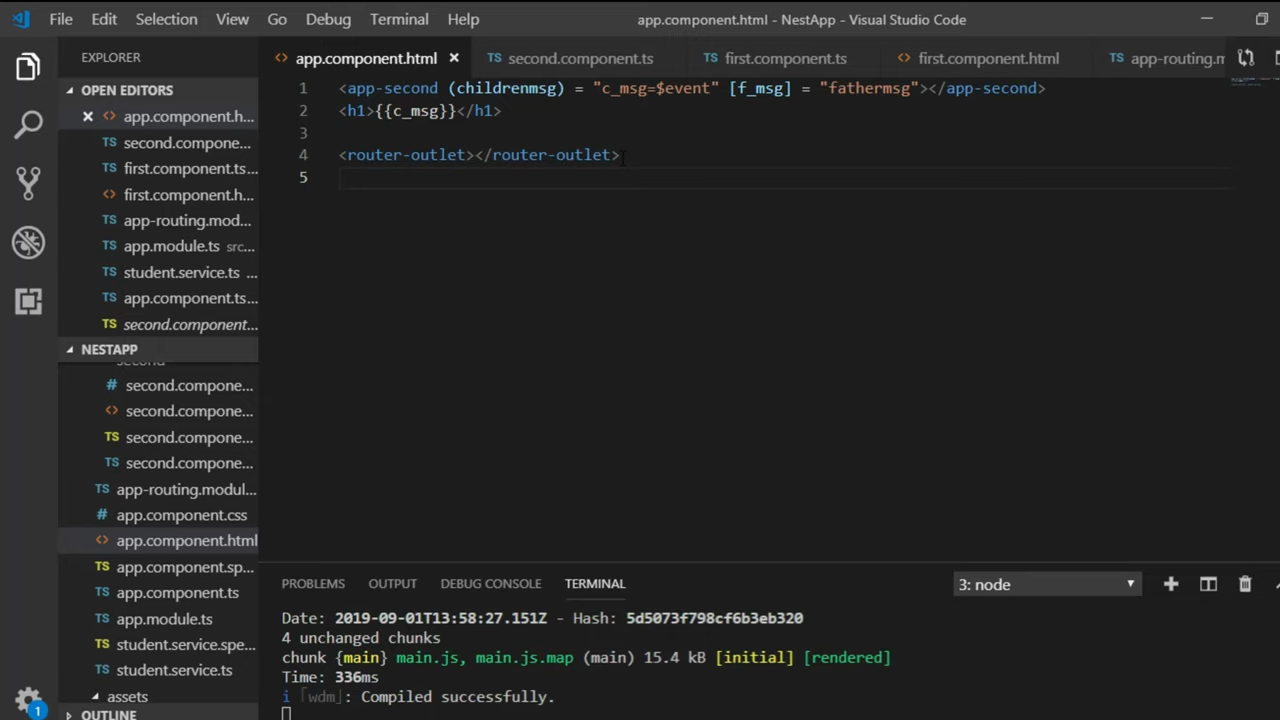 File Edit Selection View Go Debug Terminal Help app.component.html - NestApp - Visual Studio Code
EXPLORER
OPEN EDITORS
app.component.h...
second.compone...
first.component.ts...
first.component.h...
app-routing.mod...
app.module.ts src...
student.service.ts ...
app.component.ts...
second.component...
NESTAPP
second
second.compone...
second.compone...
second.compone...
second.compone...
app-routing.modul...
app.component.css
app.component.html
app.component.sp...
app.component.ts
app.module.ts
student.service.spe...
student.service.ts
assets
OUTLINE
1
app.component.html second.component.ts first.component.ts first.component.html app-routing.m
1 <app-second (childrenmsg) = "c_msg=$event" [f_msg] = "fathermsg"></app-second>
2 <h1>{{c_msg}}</h1>
3
4 <router-outlet></router-outlet>
5
PROBLEMS OUTPUT DEBUG CONSOLE TERMINAL 3: node
Date: 2019-09-01T13:58:27.151Z - Hash: 5d5073f798cf6b3eb320
4 unchanged chunks
chunk {main} main.js, main.js.map (main) 15.4 kB [initial] [rendered]
Time: 336ms
i ｢wdm｣: Compiled successfully.